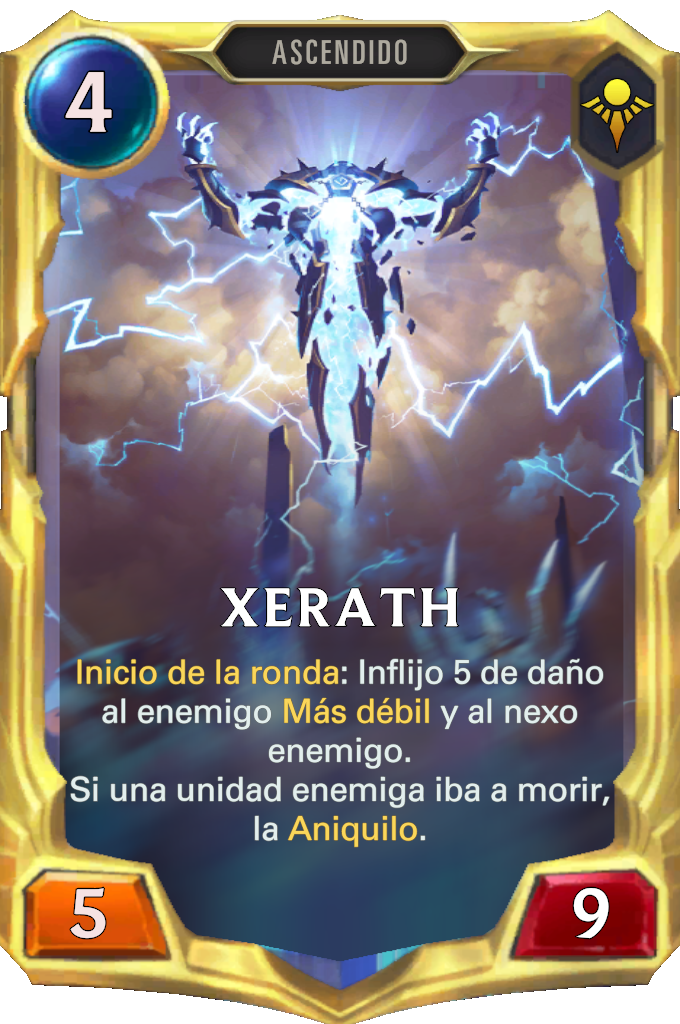 ASCENDIDO
4
XERATH
Inicio de la ronda: Inflijo 5 de daño
al enemigo Más débil y al nexo
enemigo.
Si una unidad enemiga iba a morir,
la Aniquilo.
5
9